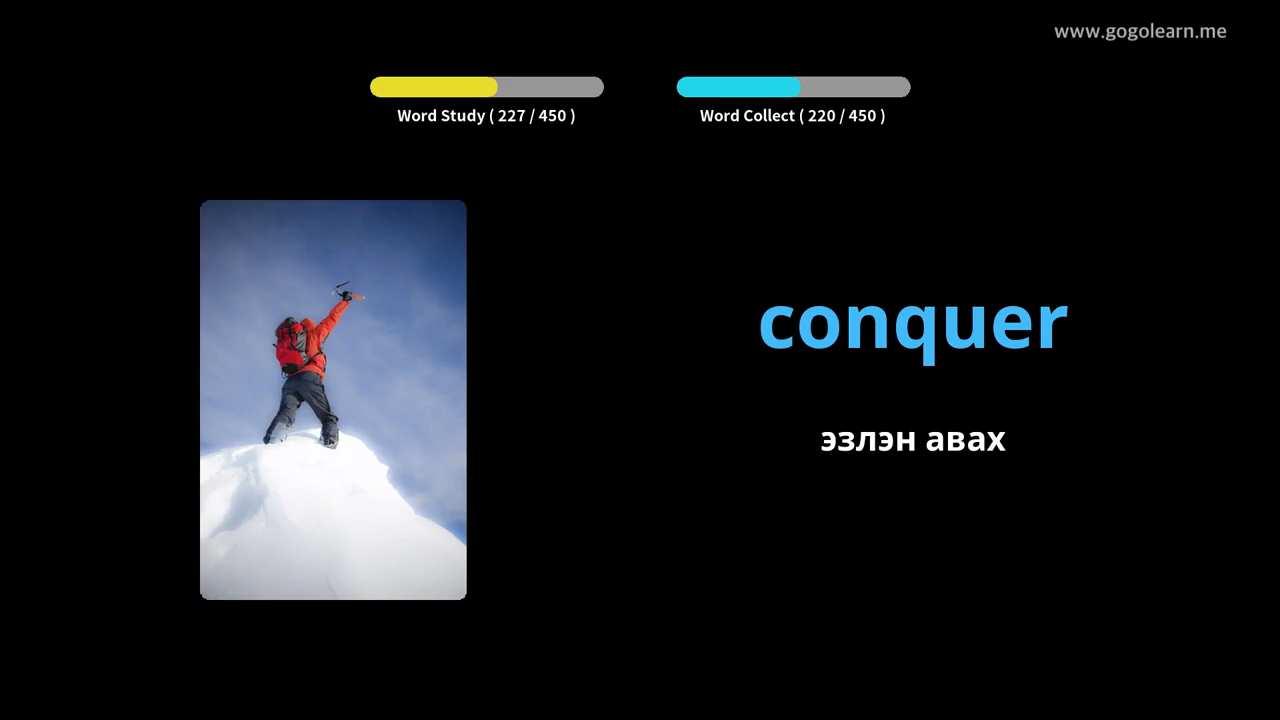 www.gogolearn.me
Word Study ( 227 / 450 )
Word Collect ( 220 / 450 )
conquer
эзлэн авах